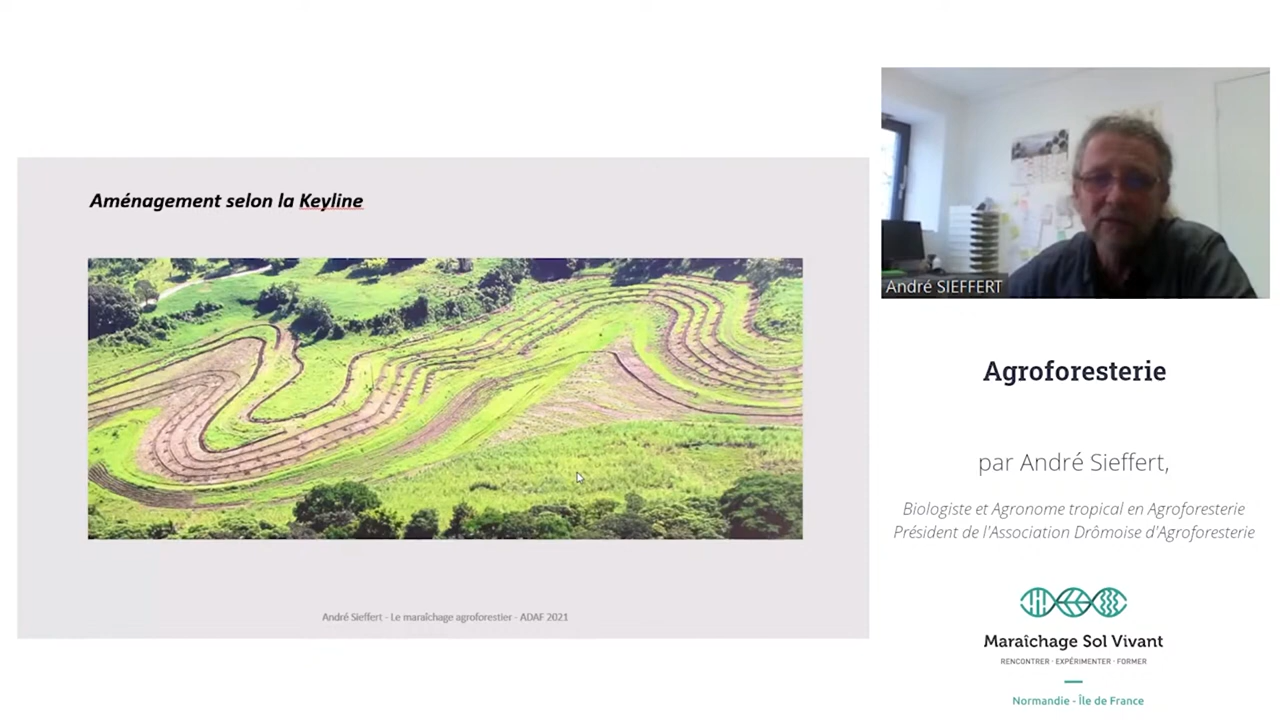 Aménagement selon la Keyline
André Sieffert - Le maraîchage agroforestier - ADAF 2021
André SIEFFERT
Agroforesterie
par André Sieffert,
Biologiste et Agronome tropical en Agroforesterie
Président de l'Association Drômoise d'Agroforesterie
Maraîchage Sol Vivant
RENCONTRER · EXPÉRIMENTER · FORMER
Normandie - Île de France